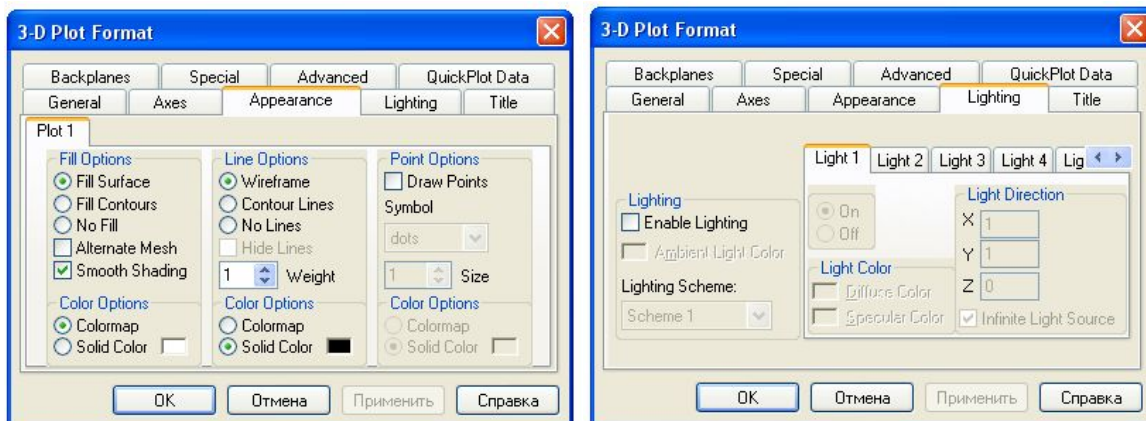 3-D Plot Format
Backplanes Special Advanced QuickPlot Data
General Axes Appearance Lighting Title
Plot 1
Fill Options
Fill Surface
Fill Contours
No Fill
Alternate Mesh
Smooth Shading
Color Options
Colormap
Solid Color
Line Options
Wireframe
Contour Lines
No Lines
Hide Lines
1 Weight
Color Options
Colormap
Solid Color
Point Options
Draw Points
Symbol
dots
1 Size
Color Options
Colormap
Solid Color
OK Отмена Применить Справка
3-D Plot Format
Backplanes Special Advanced QuickPlot Data
General Axes Appearance Lighting Title
Lighting
Enable Lighting
Ambient Light Color
Lighting Scheme:
Scheme 1
Light 1 Light 2 Light 3 Light 4 Lig
On
Off
Light Color
Diffuse Color
Specular Color
Light Direction
X 1
Y 1
Z 0
Infinite Light Source
OK Отмена Применить Справка